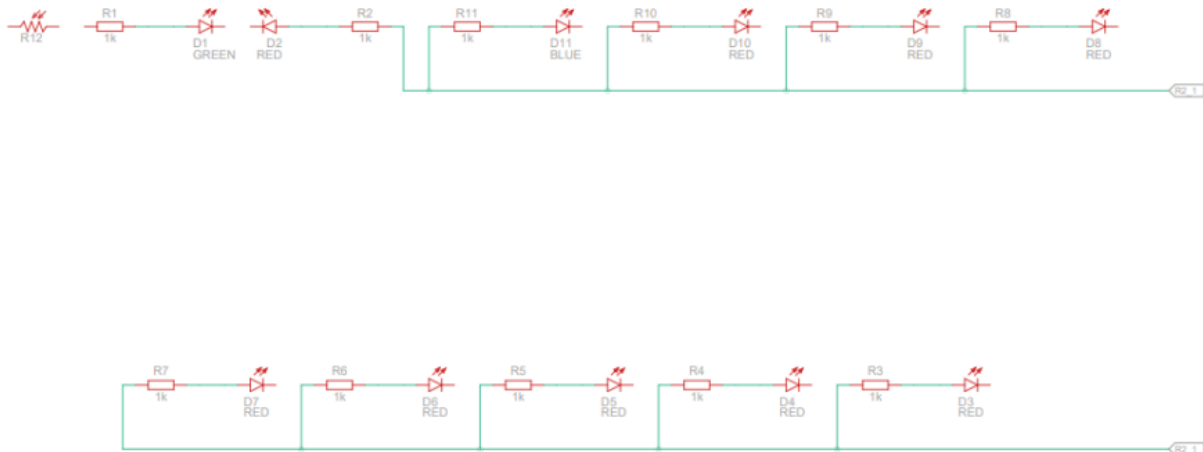 R12
R1
1k
D1
GREEN
D2
RED
R2
1k
R11
1k
D11
BLUE
R10
1k
D10
RED
R9
1k
D9
RED
R8
1k
D8
RED
R2_1
R7
1k
D7
RED
R6
1k
D6
RED
R5
1k
D5
RED
R4
1k
D4
RED
R3
1k
D3
RED
R2_1